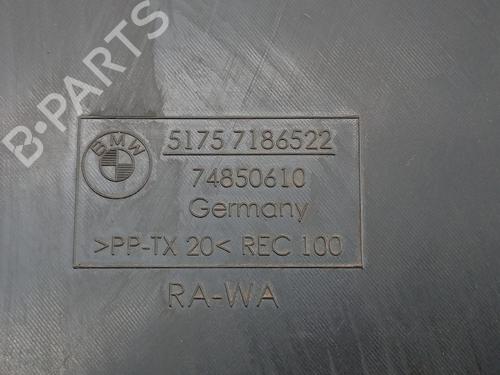 B-PARTS
BMW
5175 7186522
74850610
Germany
>PP-TX 20< REC 100
RA-WA